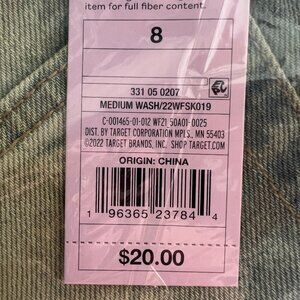 item for full fiber content.
8
331 05 0207
MEDIUM WASH/22WFSK019
C-001465-01-012 WF21 50A01-0025
DIST. BY TARGET CORPORATION MPLS., MN 55403
©2022 TARGET BRANDS, INC. SHOP TARGET.COM
ORIGIN: CHINA
1 96365 23784 4
$20.00